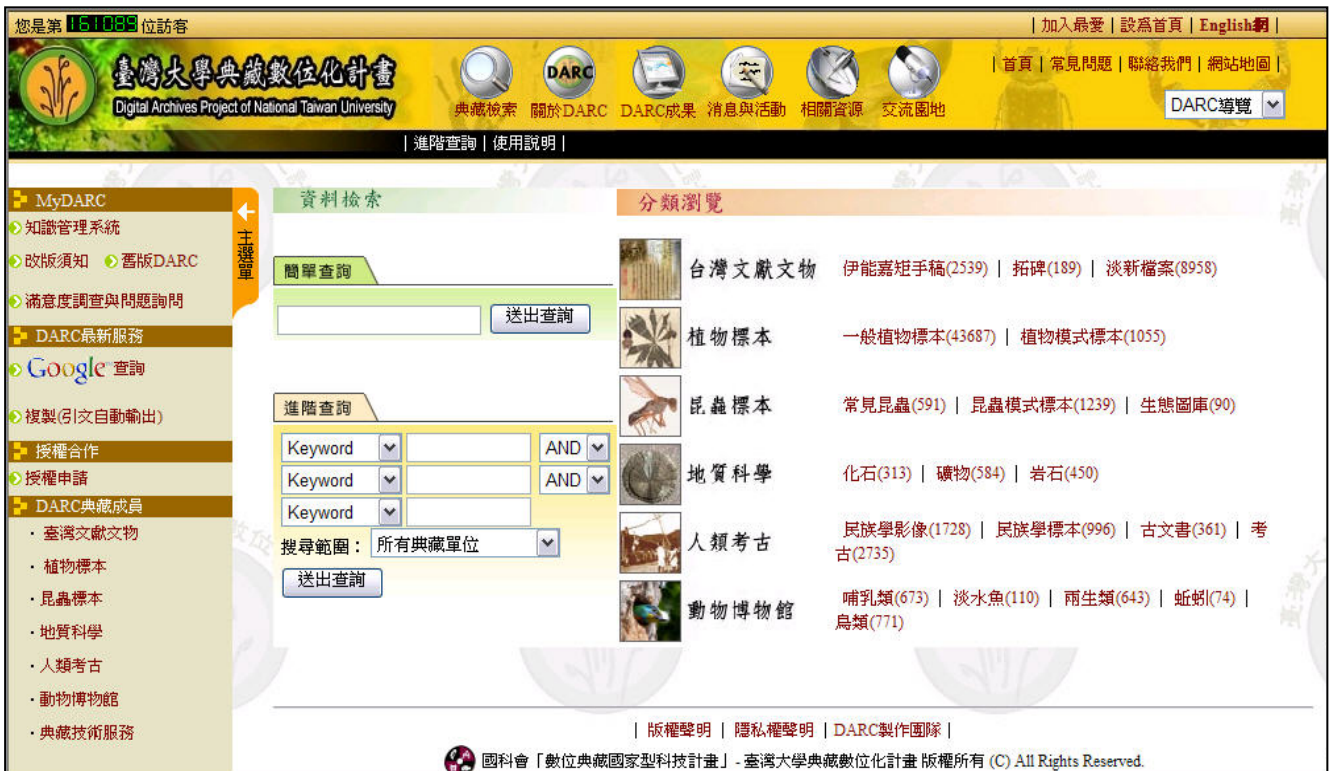 您是第 161089 位訪客
| 加入最愛 | 設為首頁 | English網 |
臺灣大學典藏數位化計畫
Digital Archives Project of National Taiwan University
DARC
典藏檢索 關於DARC DARC成果 消息與活動 相關資源 交流園地
| 首頁 | 常見問題 | 聯絡我們 | 網站地圖 |
DARC導覽
| 進階查詢 | 使用說明 |
MyDARC
知識管理系統
改版須知 舊版DARC
滿意度調查與問題詢問
DARC最新服務
Google 查詢
複製(引文自動輸出)
授權合作
授權申請
DARC典藏成員
・臺灣文獻文物
・植物標本
・昆蟲標本
・地質科學
・人類考古
・動物博物館
・典藏技術服務
主選單
資料檢索
簡單查詢
送出查詢
進階查詢
Keyword AND
Keyword AND
Keyword
搜尋範圍： 所有典藏單位
送出查詢
分類瀏覽
台灣文獻文物 伊能嘉矩手稿(2539) | 拓碑(189) | 淡新檔案(8958)
植物標本 一般植物標本(43687) | 植物模式標本(1055)
昆蟲標本 常見昆蟲(591) | 昆蟲模式標本(1239) | 生態圖庫(90)
地質科學 化石(313) | 礦物(584) | 岩石(450)
人類考古 民族學影像(1728) | 民族學標本(996) | 古文書(361) | 考
古(2735)
動物博物館 哺乳類(673) | 淡水魚(110) | 兩生類(643) | 蚯蚓(74) |
鳥類(771)
| 版權聲明 | 隱私權聲明 | DARC製作團隊 |
國科會「數位典藏國家型科技計畫」- 臺灣大學典藏數位化計畫 版權所有 (C) All Rights Reserved.